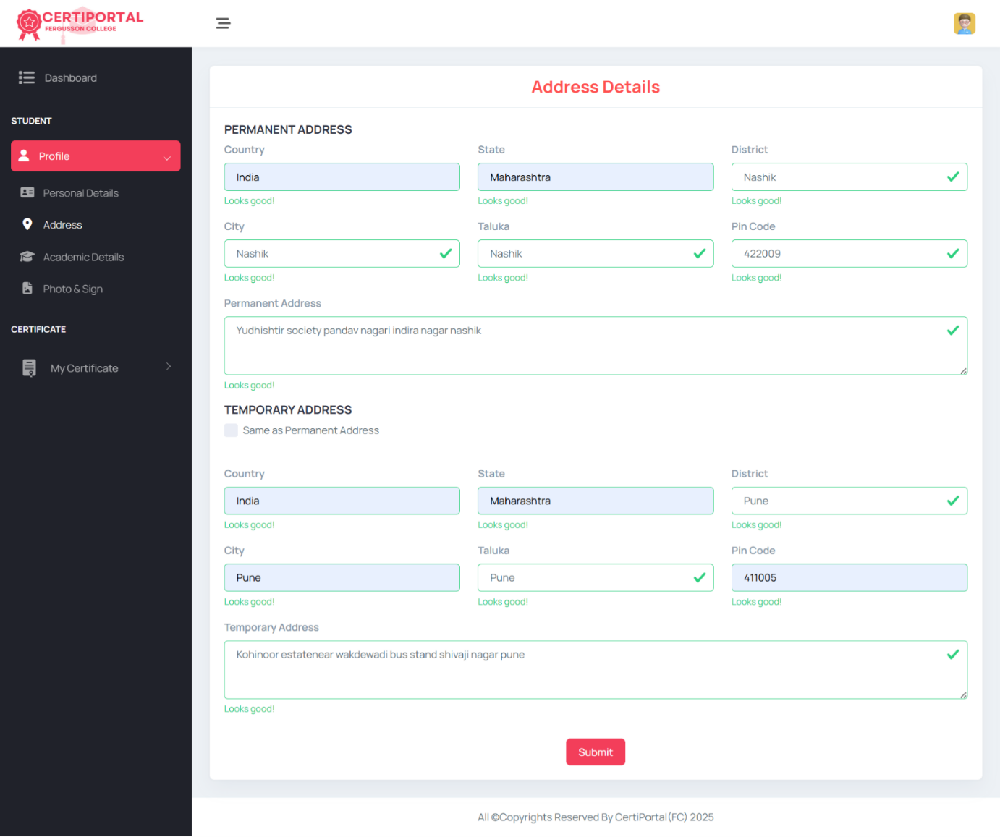 CERTIPORTAL
FERGUSSON COLLEGE
Dashboard
STUDENT
Profile
Personal Details
Address
Academic Details
Photo & Sign
CERTIFICATE
My Certificate
Address Details
PERMANENT ADDRESS
Country State District
India Maharashtra Nashik
Looks good! Looks good! Looks good!
City Taluka Pin Code
Nashik Nashik 422009
Looks good! Looks good! Looks good!
Permanent Address
Yudhishtir society pandav nagari indira nagar nashik
Looks good!
TEMPORARY ADDRESS
Same as Permanent Address
Country State District
India Maharashtra Pune
Looks good! Looks good! Looks good!
City Taluka Pin Code
Pune Pune 411005
Looks good! Looks good! Looks good!
Temporary Address
Kohinoor estatenear wakdewadi bus stand shivaji nagar pune
Looks good!
Submit
All ©Copyrights Reserved By CertiPortal(FC) 2025